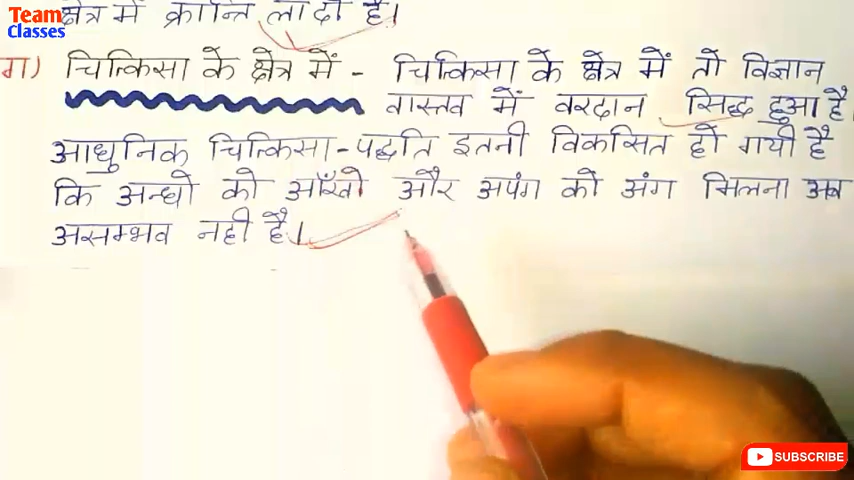 Team
Classes
क्षेत्र में क्रान्ति ला दी है।
ग) चिकित्सा के क्षेत्र में - चिकित्सा के क्षेत्र में तो विज्ञान
वास्तव में वरदान सिद्ध हुआ है,
आधुनिक चिकित्सा-पद्धति इतनी विकसित हो गयी है
कि अन्धो को आँखो और अपंग को अंग मिलना अब
असम्भव नही है।
SUBSCRIBE